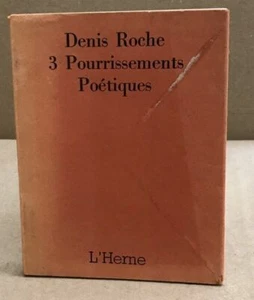 Denis Roche
3 Pourrissements
Poétiques
L'Herne